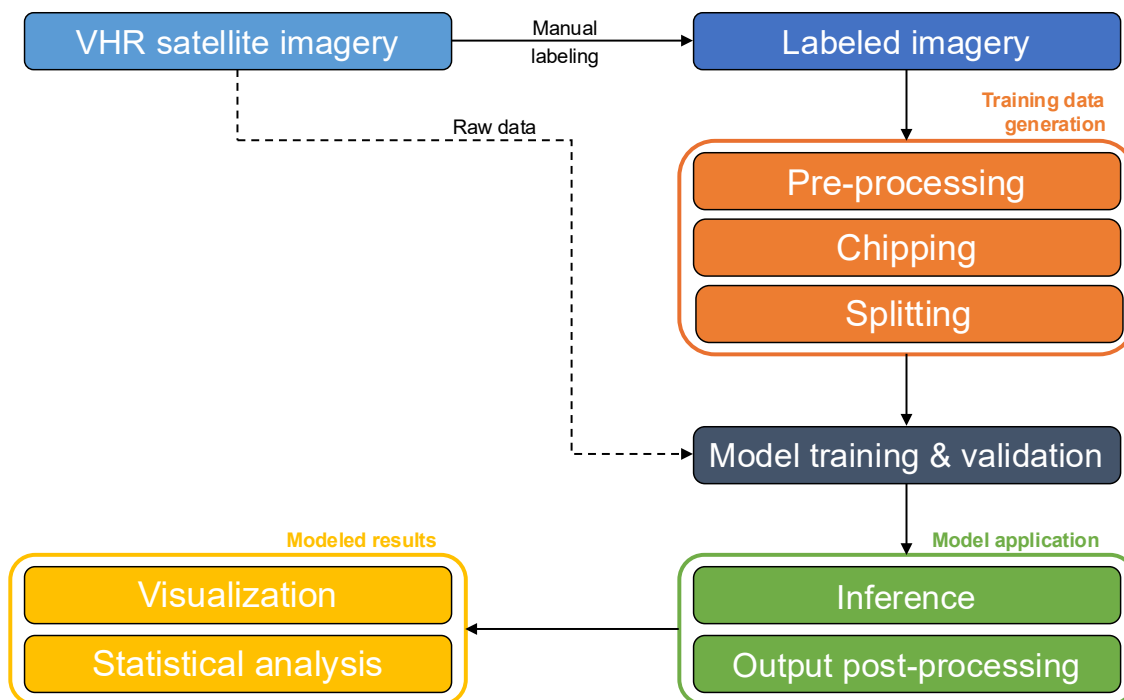 VHR satellite imagery
Manual
labeling
Labeled imagery
Training data
generation
Raw data
Pre-processing
Chipping
Splitting
Model training & validation
Modeled results
Model application
Visualization
Statistical analysis
Inference
Output post-processing